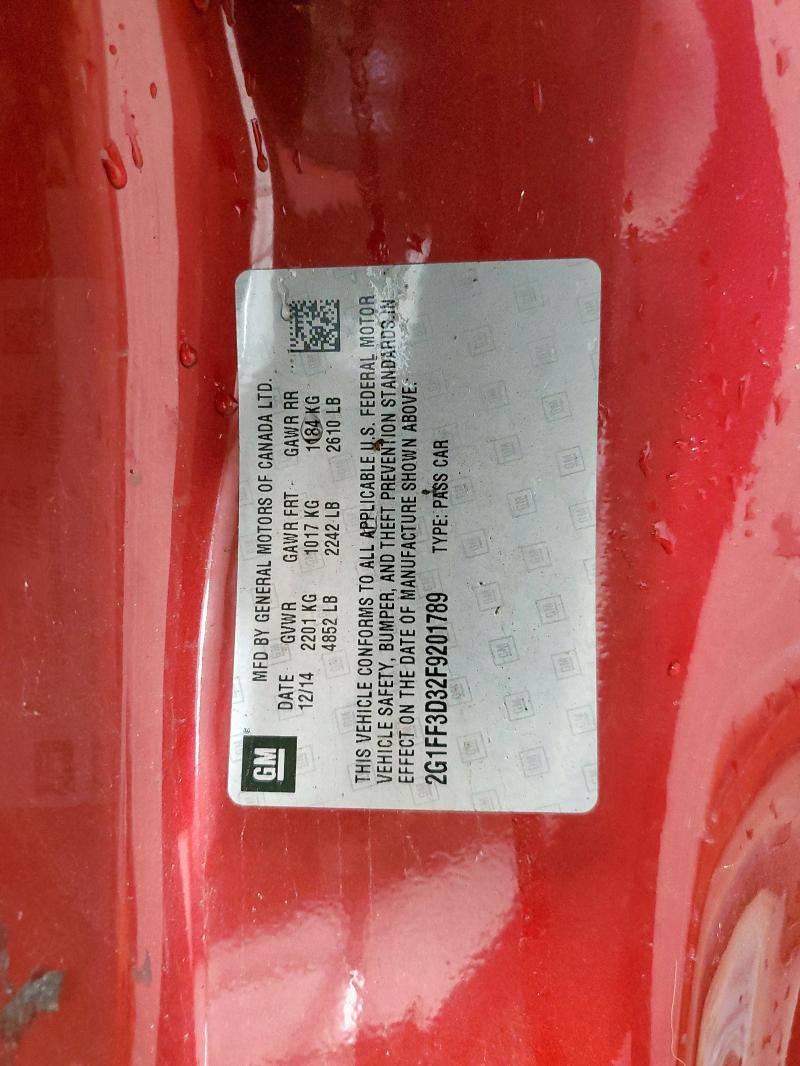 GM
MFD BY GENERAL MOTORS OF CANADA LTD.
DATE GVWR GAWR FRT GAWR RR
12/14 2201 KG 1017 KG 1184 KG
4852 LB 2242 LB 2610 LB
THIS VEHICLE CONFORMS TO ALL APPLICABLE U.S. FEDERAL MOTOR
VEHICLE SAFETY, BUMPER, AND THEFT PREVENTION STANDARDS IN
EFFECT ON THE DATE OF MANUFACTURE SHOWN ABOVE.
2G1FF3D32F9201789 TYPE: PASS CAR